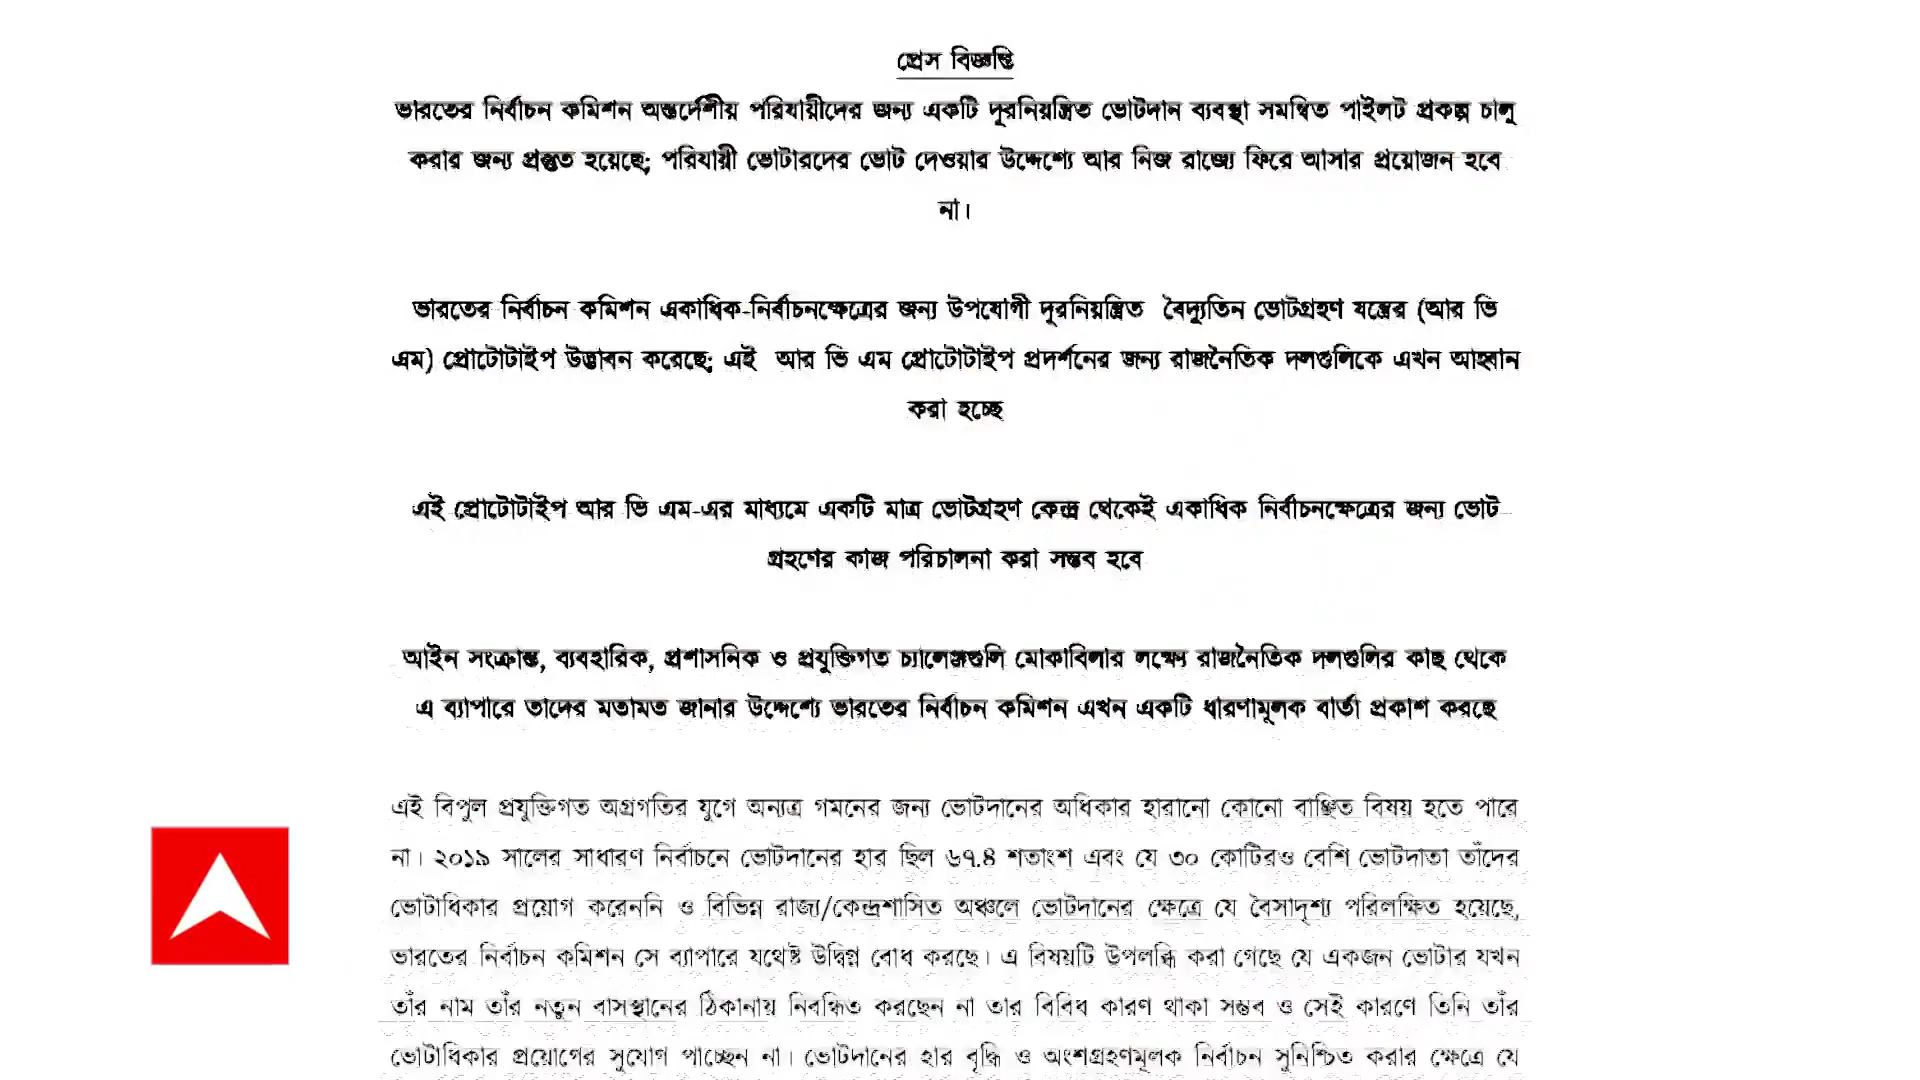 প্রেস বিজ্ঞপ্তি
ভারতের নির্বাচন কমিশন অন্তর্দেশীয় পরিযায়ীদের জন্য একটি দূরনিয়ন্ত্রিত ভোটদান ব্যবস্থা সমন্বিত পাইলট প্রকল্প চালু
করার জন্য প্রস্তুত হয়েছে; পরিযায়ী ভোটারদের ভোট দেওয়ার উদ্দেশ্যে আর নিজ রাজ্যে ফিরে আসার প্রয়োজন হবে
না।
ভারতের নির্বাচন কমিশন একাধিক-নির্বাচনক্ষেত্রের জন্য উপযোগী দূরনিয়ন্ত্রিত বৈদ্যুতিন ভোটগ্রহণ যন্ত্রের (আর ভি
এম) প্রোটোটাইপ উদ্ভাবন করেছে; এই আর ভি এম প্রোটোটাইপ প্রদর্শনের জন্য রাজনৈতিক দলগুলিকে এখন আহ্বান
করা হচ্ছে
এই প্রোটোটাইপ আর ভি এম-এর মাধ্যমে একটি মাত্র ভোটগ্রহণ কেন্দ্র থেকেই একাধিক নির্বাচনক্ষেত্রের জন্য ভোট
গ্রহণের কাজ পরিচালনা করা সম্ভব হবে
আইন সংক্রান্ত, ব্যবহারিক, প্রশাসনিক ও প্রযুক্তিগত চ্যালেঞ্জগুলি মোকাবিলার লক্ষ্যে রাজনৈতিক দলগুলির কাছ থেকে
এ ব্যাপারে তাদের মতামত জানার উদ্দেশ্যে ভারতের নির্বাচন কমিশন এখন একটি ধারণামূলক বার্তা প্রকাশ করছে
এই বিপুল প্রযুক্তিগত অগ্রগতির যুগে অন্যত্র গমনের জন্য ভোটদানের অধিকার হারানো কোনো বাঞ্ছিত বিষয় হতে পারে
না। ২০১৯ সালের সাধারণ নির্বাচনে ভোটদানের হার ছিল ৬৭.৪ শতাংশ এবং যে ৩০ কোটিরও বেশি ভোটদাতা তাঁদের
ভোটাধিকার প্রয়োগ করেননি ও বিভিন্ন রাজ্য/কেন্দ্রশাসিত অঞ্চলে ভোটদানের ক্ষেত্রে যে বৈসাদৃশ্য পরিলক্ষিত হয়েছে,
ভারতের নির্বাচন কমিশন সে ব্যাপারে যথেষ্ট উদ্বিগ্ন বোধ করছে। এ বিষয়টি উপলব্ধি করা গেছে যে একজন ভোটার যখন
তাঁর নাম তাঁর নতুন বাসস্থানের ঠিকানায় নিবন্ধিত করছেন না তার বিবিধ কারণ থাকা সম্ভব ও সেই কারণে তিনি তাঁর
ভোটাধিকার প্রয়োগের সুযোগ পাচ্ছেন না। ভোটদানের হার বৃদ্ধি ও অংশগ্রহণমূলক নির্বাচন সুনিশ্চিত করার ক্ষেত্রে যে